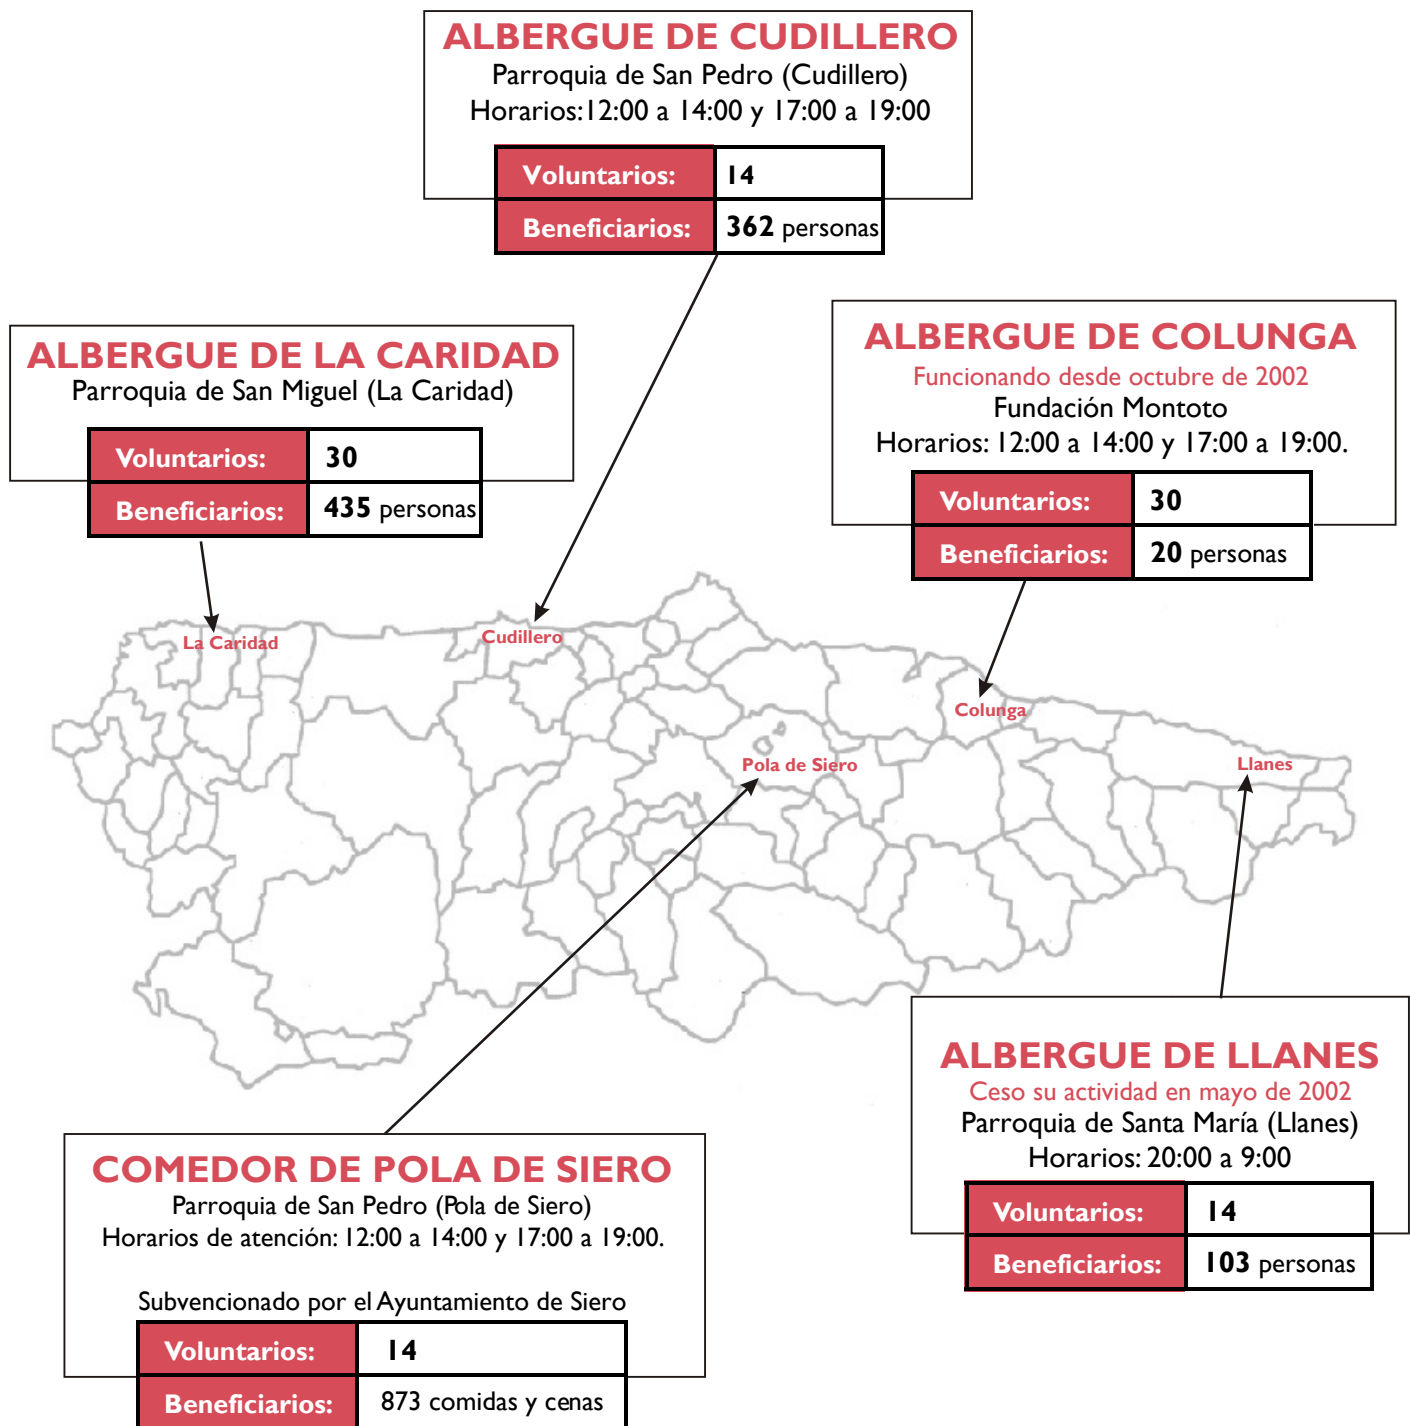 ALBERGUE DE CUDILLERO
Parroquia de San Pedro (Cudillero)
Horarios:12:00 a 14:00 y 17:00 a 19:00
Voluntarios: 14
Beneficiarios: 362 personas
ALBERGUE DE LA CARIDAD
Parroquia de San Miguel (La Caridad)
Voluntarios: 30
Beneficiarios: 435 personas
ALBERGUE DE COLUNGA
Funcionando desde octubre de 2002
Fundación Montoto
Horarios: 12:00 a 14:00 y 17:00 a 19:00.
Voluntarios: 30
Beneficiarios: 20 personas
La Caridad
Cudillero
Colunga
Pola de Siero
Llanes
ALBERGUE DE LLANES
Ceso su actividad en mayo de 2002
Parroquia de Santa María (Llanes)
Horarios: 20:00 a 9:00
Voluntarios: 14
Beneficiarios: 103 personas
COMEDOR DE POLA DE SIERO
Parroquia de San Pedro (Pola de Siero)
Horarios de atención: 12:00 a 14:00 y 17:00 a 19:00.
Subvencionado por el Ayuntamiento de Siero
Voluntarios: 14
Beneficiarios: 873 comidas y cenas